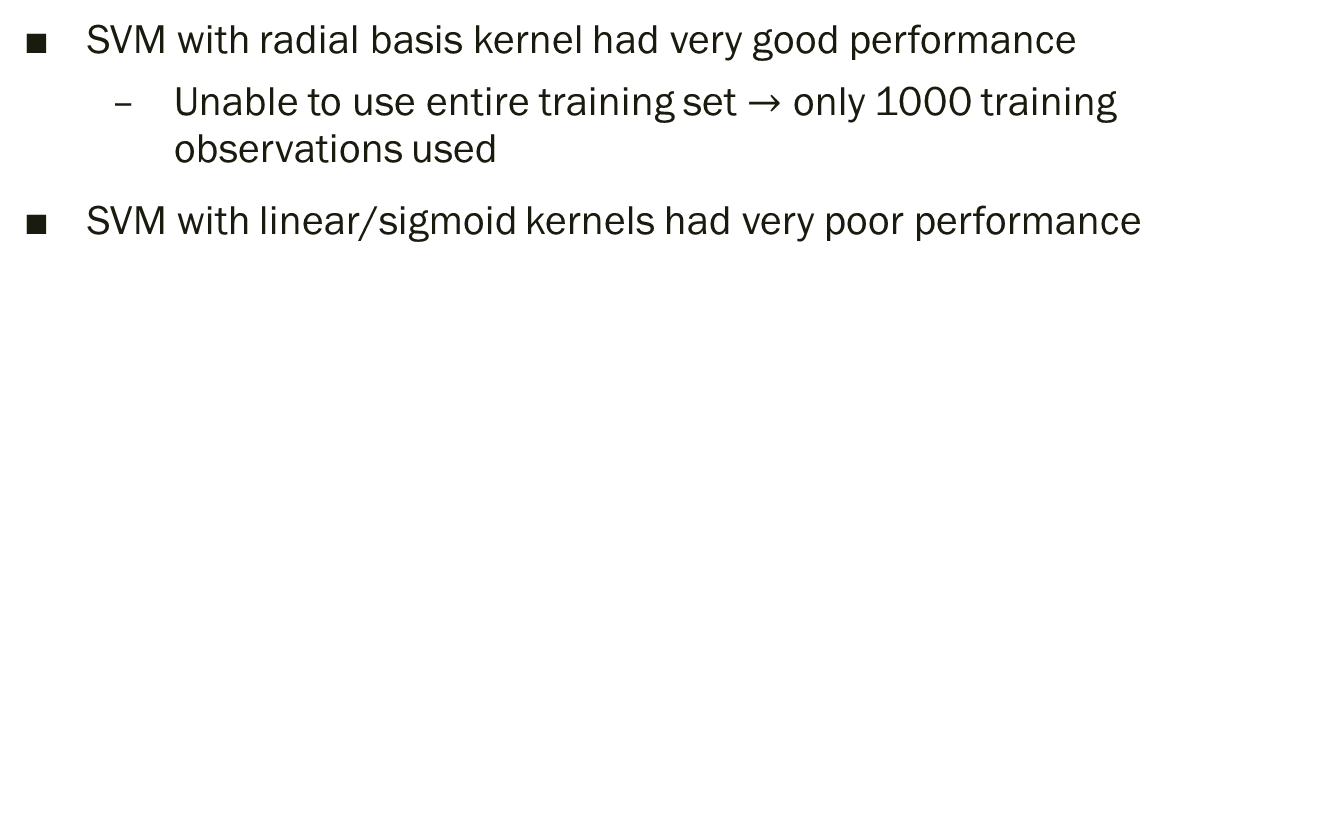 ■ SVM with radial basis kernel had very good performance
– Unable to use entire training set → only 1000 training
observations used
■ SVM with linear/sigmoid kernels had very poor performance